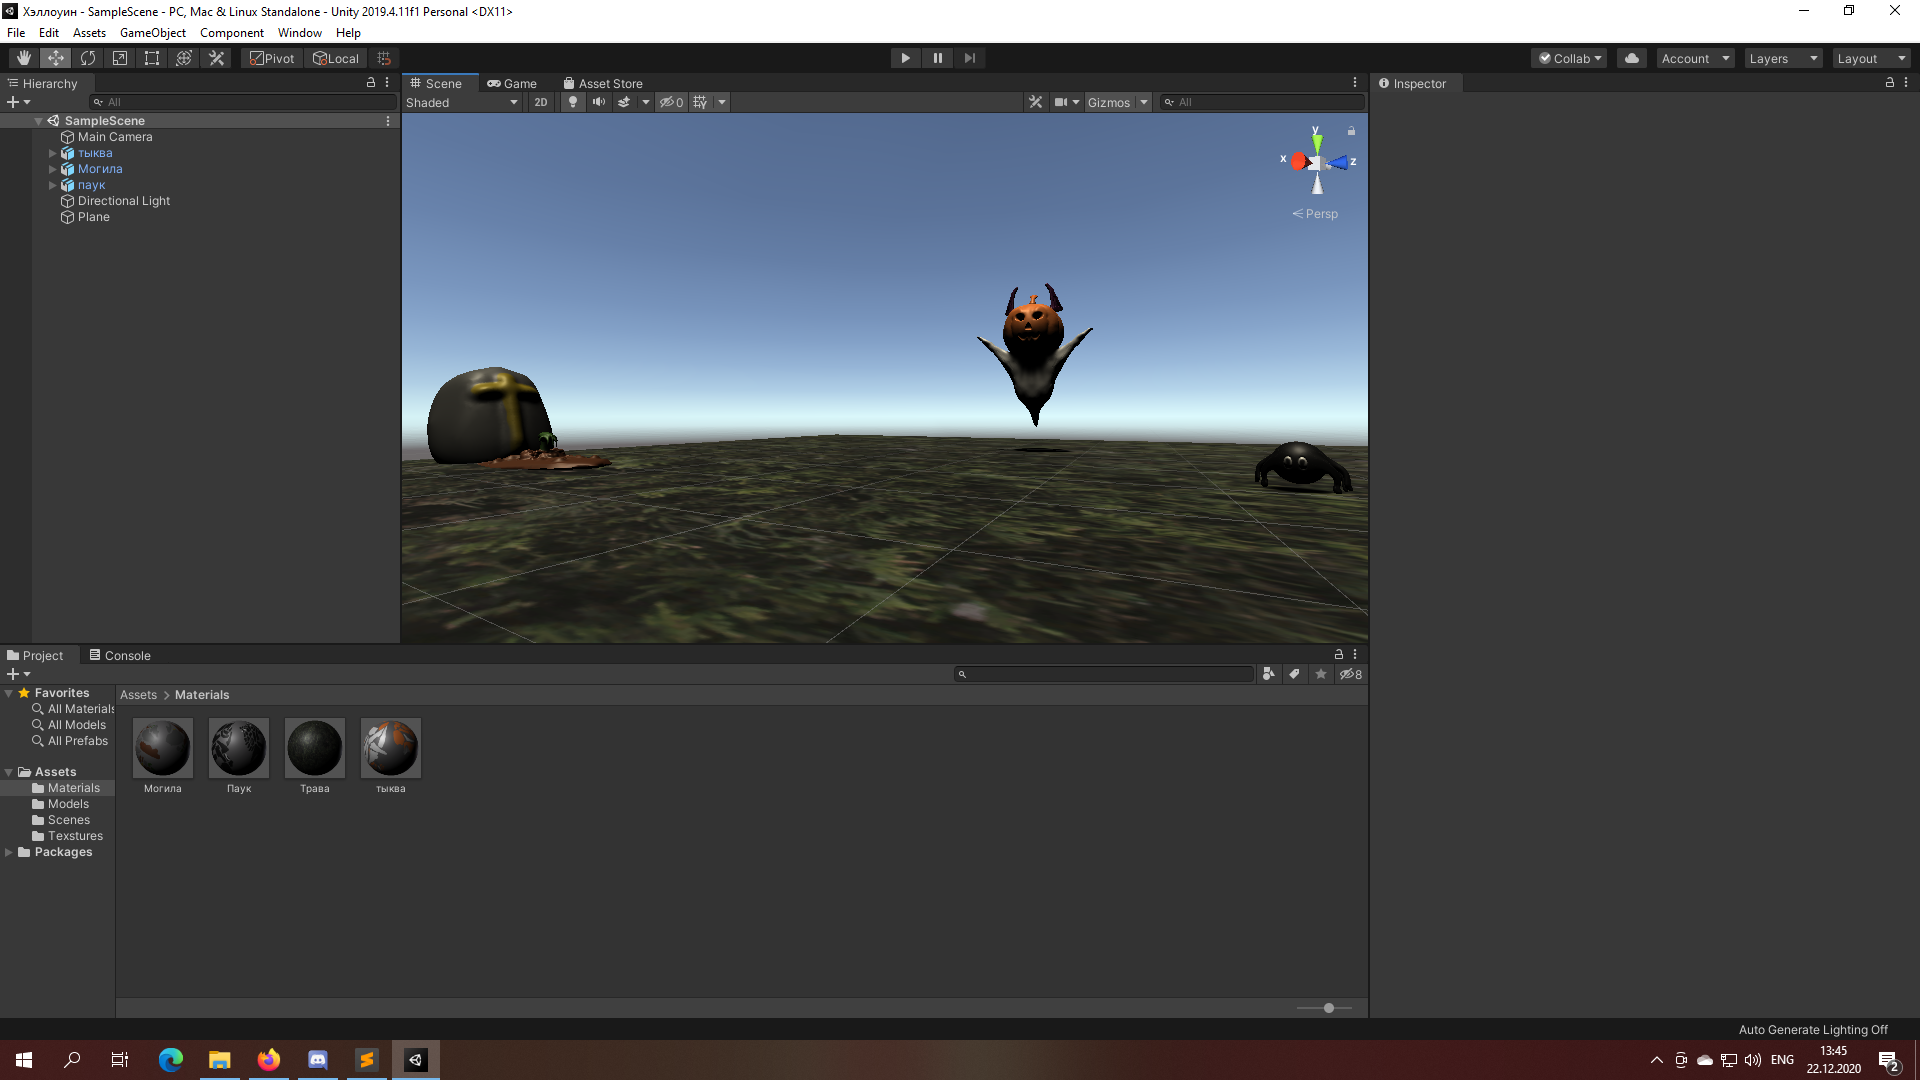 Хэллоуин - SampleScene - PC, Mac & Linux Standalone - Unity 2019.4.11f1 Personal <DX11>
File Edit Assets GameObject Component Window Help
Pivot Local Collab Account Layers Layout
Hierarchy
All
SampleScene
Main Camera
тыква
Могила
паук
Directional Light
Plane
Scene Game Asset Store
Shaded 2D 0 Gizmos All
y
x z
Persp
Inspector
Project Console
8
Favorites
All Materials
All Models
All Prefabs
Assets
Materials
Models
Scenes
Texstures
Packages
Assets > Materials
Могила Паук Трава тыква
Auto Generate Lighting Off
ENG
13:45
22.12.2020
2